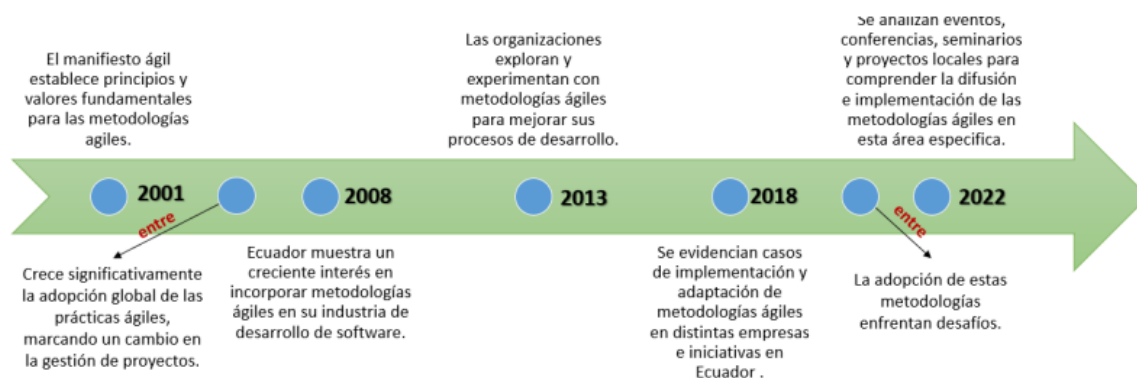 El manifiesto ágil
establece principios y
valores fundamentales
para las metodologías
agiles.
Las organizaciones
exploran y
experimentan con
metodologías ágiles
para mejorar sus
procesos de desarrollo.
Se analizan eventos,
conferencias, seminarios
y proyectos locales para
comprender la difusión
e implementación de las
metodologías ágiles en
esta área especifica.
2001
2008
2013
2018
2022
entre
entre
Crece significativamente
la adopción global de las
prácticas ágiles,
marcando un cambio en
la gestión de proyectos.
Ecuador muestra un
creciente interés en
incorporar metodologías
ágiles en su industria de
desarrollo de software.
Se evidencian casos
de implementación y
adaptación de
metodologías ágiles
en distintas empresas
e iniciativas en
Ecuador .
La adopción de estas
metodologías
enfrentan desafíos.